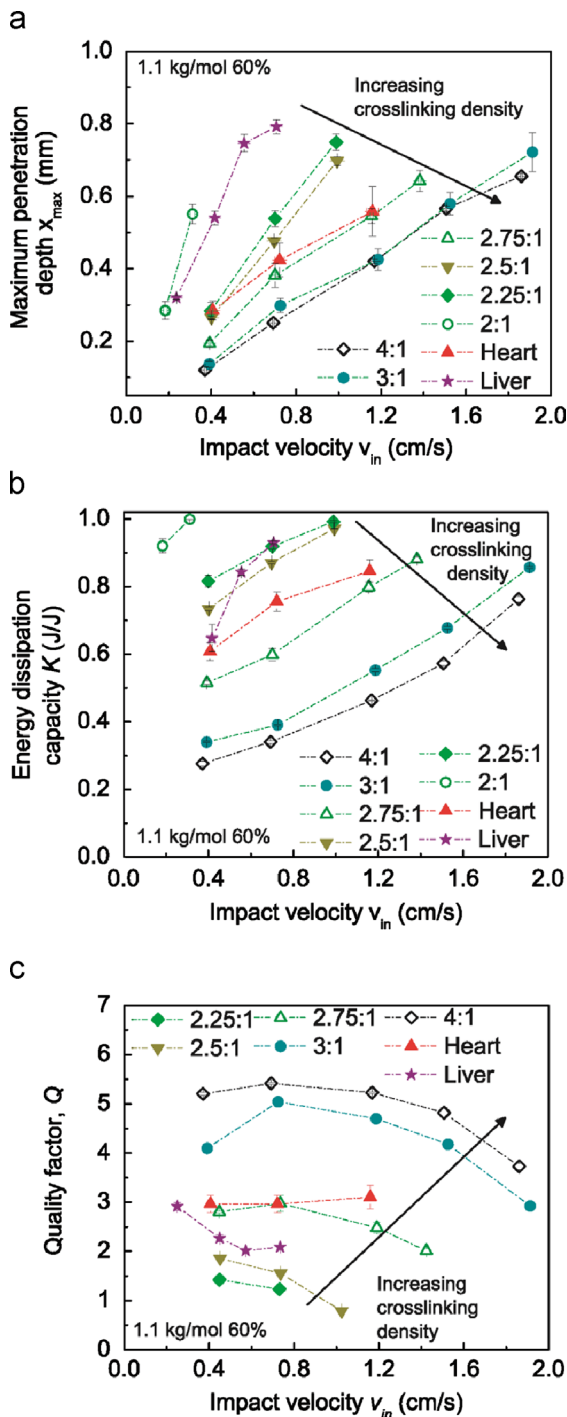 a
1.1 kg/mol 60%
Increasing
crosslinking density
Maximum penetration
depth x_max (mm)
1.0
0.8
0.6
0.4
0.2
2.75:1
2.5:1
2.25:1
2:1
4:1
Heart
3:1
Liver
0.0 0.4 0.8 1.2 1.6 2.0
Impact velocity v_in (cm/s)
b
Increasing
crosslinking
density
Energy dissipation
capacity K (J/J)
1.0
0.8
0.6
0.4
0.2
0.0
4:1
2.25:1
3:1
2:1
2.75:1
Heart
2.5:1
Liver
1.1 kg/mol 60%
0.0 0.4 0.8 1.2 1.6 2.0
Impact velocity v_in (cm/s)
c
2.25:1 2.75:1 4:1
2.5:1 3:1 Heart
Liver
Quality factor, Q
7
6
5
4
3
2
1
0
Increasing
crosslinking
density
1.1 kg/mol 60%
0.0 0.4 0.8 1.2 1.6 2.0
Impact velocity v_in (cm/s)